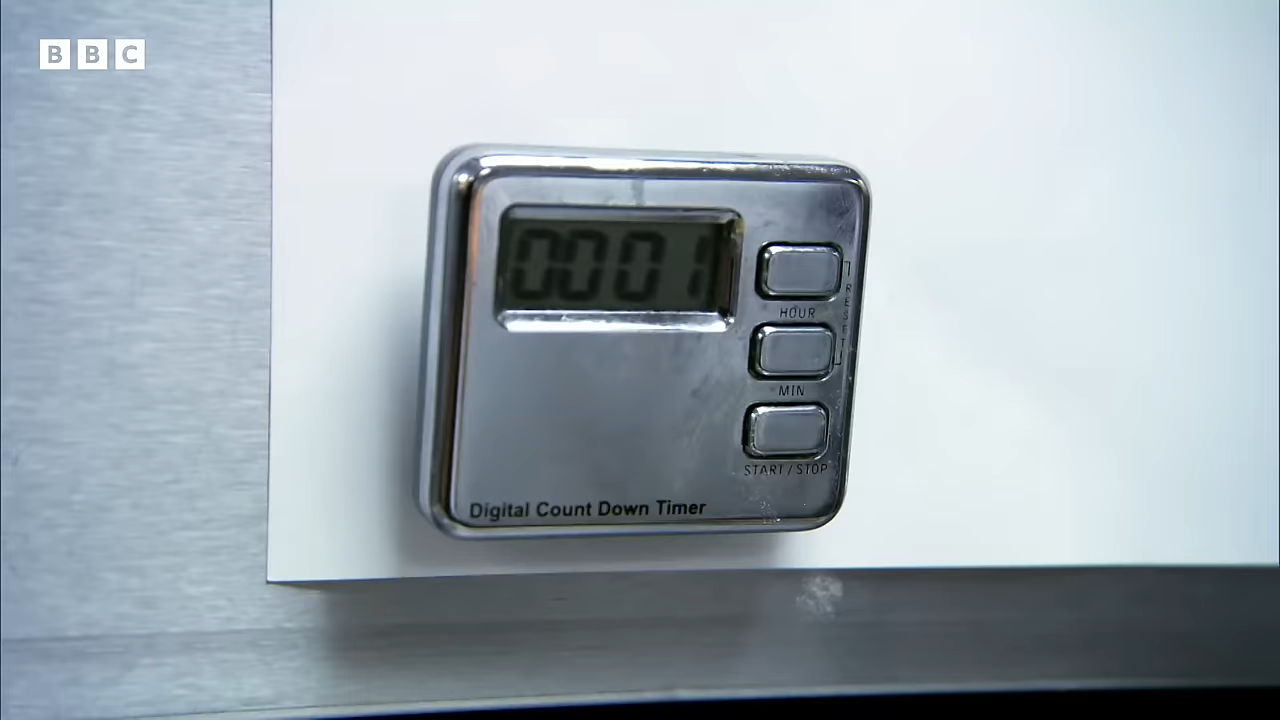 BBC
0001
HOUR
RESET
MIN
START/STOP
Digital Count Down Timer